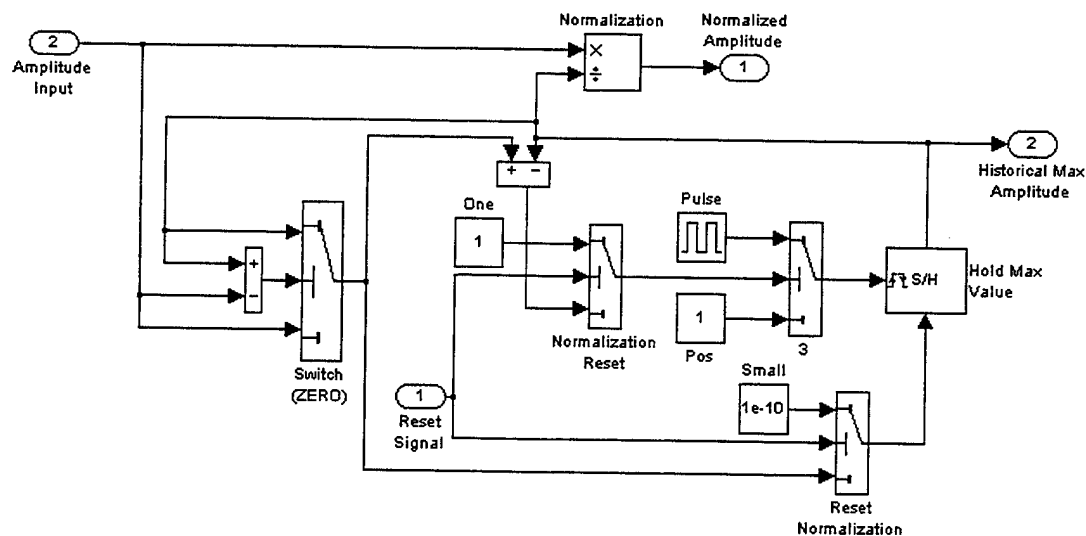 Normalization
Normalized
Amplitude
2
Amplitude
Input
×
÷
1
2
Historical Max
Amplitude
+ −
One
1
Pulse
+
−
S/H
Hold Max
Value
1
Pos
3
Normalization
Reset
Switch
(ZERO)
1
Reset
Signal
Small
1e-10
Reset
Normalization